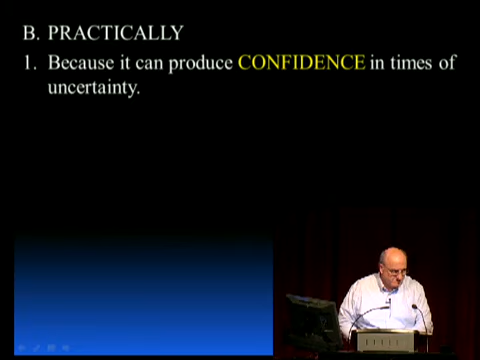 B. PRACTICALLY
1. Because it can produce CONFIDENCE in times of
uncertainty.